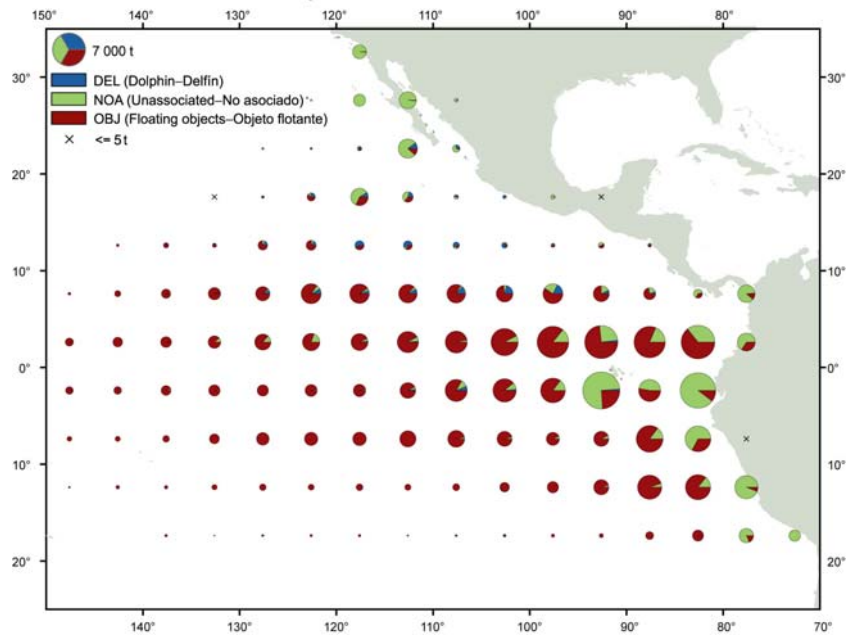 150° 140° 130° 120° 110° 100° 90° 80° 70°
7 000 t
30°
DEL (Dolphin–Delfín)
NOA (Unassociated–No asociado)
OBJ (Floating objects–Objeto flotante)
<= 5 t
20°
10°
0°
10°
20°
30°
20°
10°
0°
10°
20°
140° 130° 120° 110° 100° 90° 80° 70°